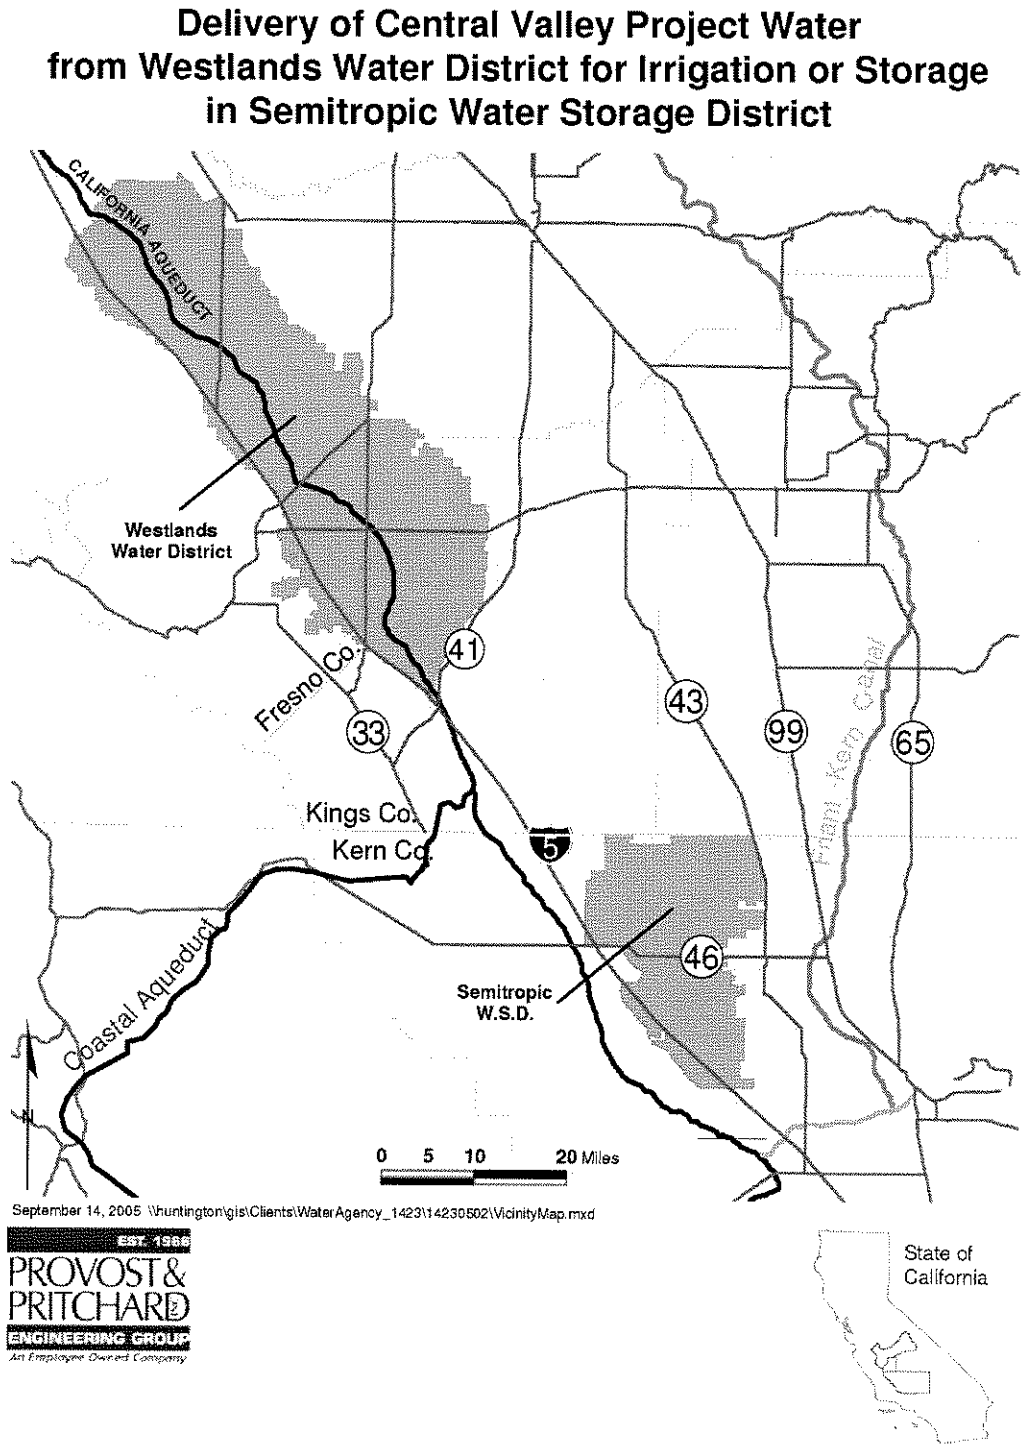 Delivery of Central Valley Project Water
from Westlands Water District for Irrigation or Storage
in Semitropic Water Storage District
CALIFORNIA AQUEDUCT
Westlands
Water District
41
Fresno Co.
33
43
99
65
Friant - Kern Canal
Kings Co.
Kern Co.
5
46
Semitropic
W.S.D.
Coastal Aqueduct
N
0 5 10 20 Miles
September 14, 2005 \\huntington\gis\Clients\WaterAgency_1423\14230502\VicinityMap.mxd
EST. 1968
PROVOST &
PRITCHARD
ENGINEERING GROUP
An Employee Owned Company
State of
California